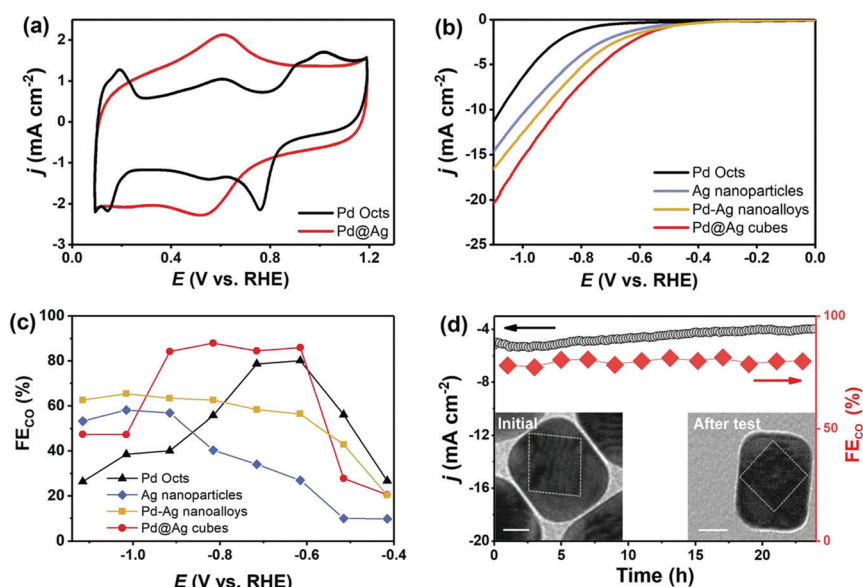 (a)
j (mA cm-2)
2
1
0
-1
-2
-3
0.0
0.4
0.8
1.2
E (V vs. RHE)
Pd Octs
Pd@Ag
(b)
j (mA cm-2)
0
-5
-10
-15
-20
-25
-1.0
-0.8
-0.6
-0.4
-0.2
0.0
E (V vs. RHE)
Pd Octs
Ag nanoparticles
Pd-Ag nanoalloys
Pd@Ag cubes
(c)
FECO (%)
100
80
60
40
20
0
-1.0
-0.8
-0.6
-0.4
E (V vs. RHE)
Pd Octs
Ag nanoparticles
Pd-Ag nanoalloys
Pd@Ag cubes
(d)
j (mA cm-2)
-4
-8
-12
-16
-20
0
5
10
15
20
Time (h)
100
50
0
FECO (%)
Initial
After test